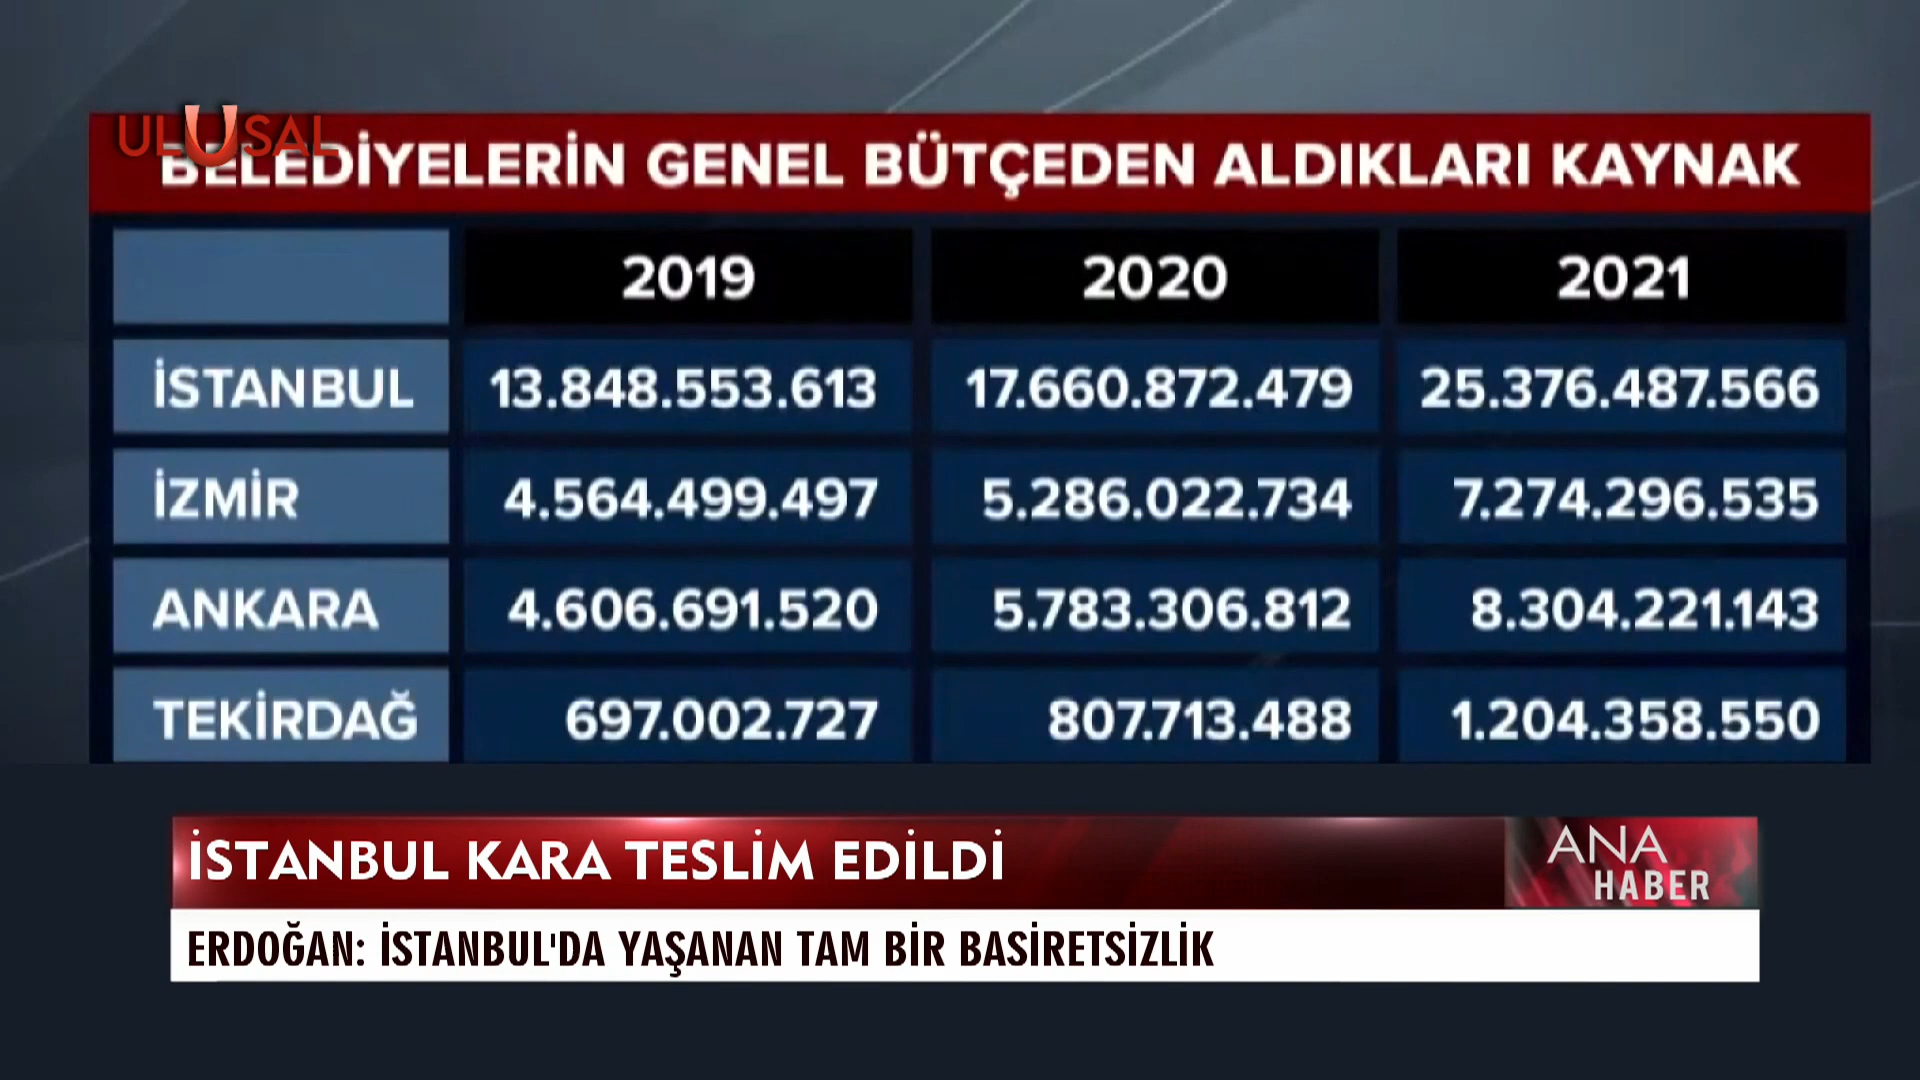 ULUSAL
BELEDİYELERİN GENEL BÜTÇEDEN ALDIKLARI KAYNAK
2019 2020 2021
İSTANBUL 13.848.553.613 17.660.872.479 25.376.487.566
İZMİR 4.564.499.497 5.286.022.734 7.274.296.535
ANKARA 4.606.691.520 5.783.306.812 8.304.221.143
TEKİRDAĞ 697.002.727 807.713.488 1.204.358.550
İSTANBUL KARA TESLİM EDİLDİ
ANA
HABER
ERDOĞAN: İSTANBUL'DA YAŞANAN TAM BİR BASİRETSİZLİK